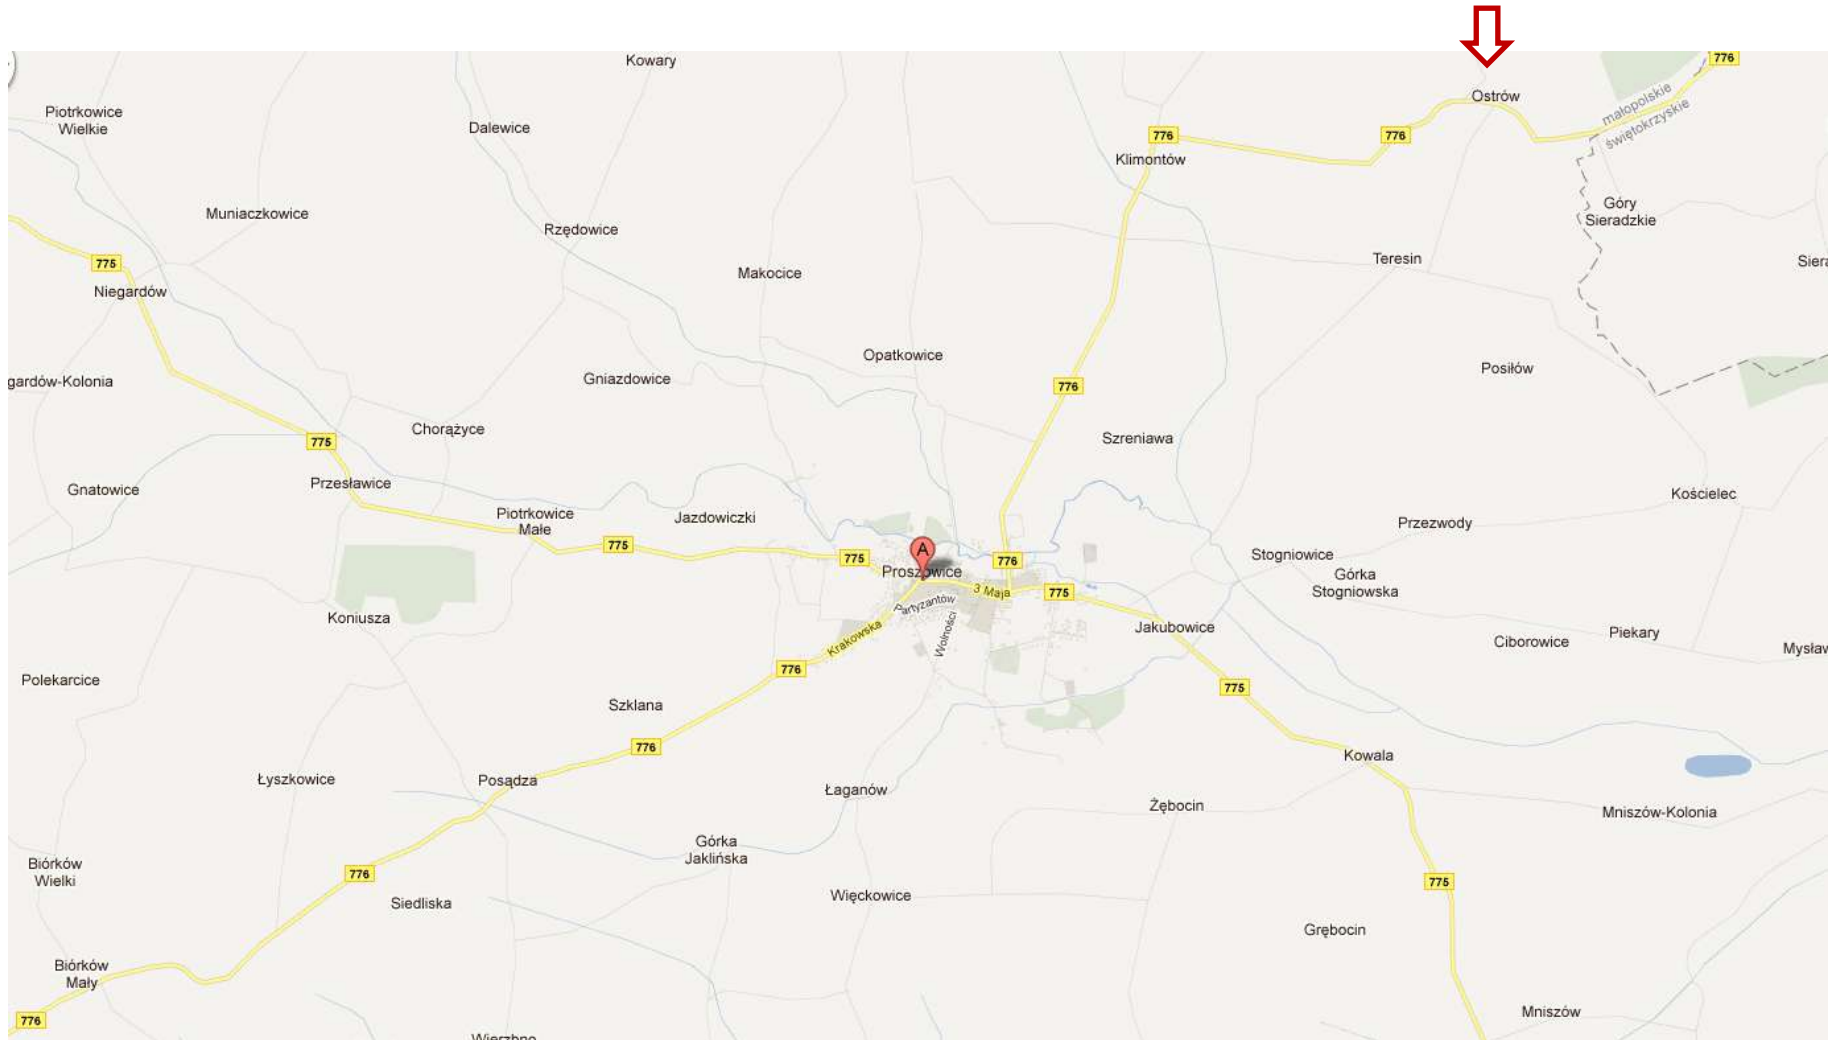 Kowary
776
Ostrów
Piotrkowice
Wielkie
małopolskie
świętokrzyskie
Dalewice
776
776
Klimontów
Muniaczkowice
Góry
Sieradzkie
Rzędowice
775
Makocice
Teresin
Niegardów
Opatkowice
Posiłów
gardów-Kolonia
Gniazdowice
776
Chorążyce
775
Szreniawa
Przesławice
Gnatowice
Kościelec
Piotrkowice
Małe
Jazdowiczki
Przezwody
775
775
A
776
Stogniowice
Proszowice
Górka
Stogniowska
3 Maja
775
Partyzantów
Koniusza
Krakowska
Wolności
Jakubowice
Piekary
Ciborowice
776
Polekarcice
775
Szklana
776
Kowala
Łyszkowice
Posądza
Łaganów
Żębocin
Mniszów-Kolonia
Górka
Jaklińska
Biórków
Wielki
776
775
Siedliska
Więckowice
Grębocin
Biórków
Mały
776
Mniszów